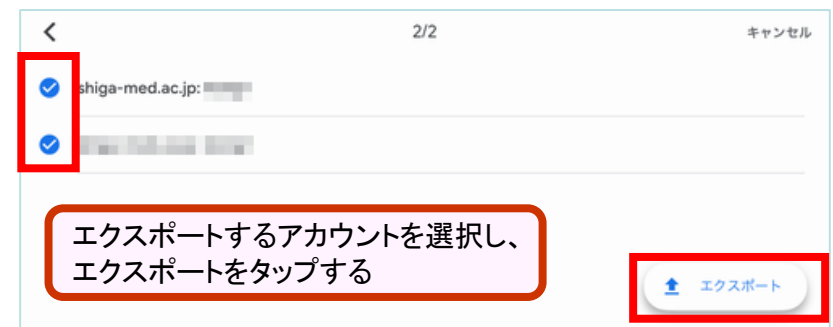 2/2
キャンセル
shiga-med.ac.jp:
エクスポートするアカウントを選択し、
エクスポートをタップする
エクスポート